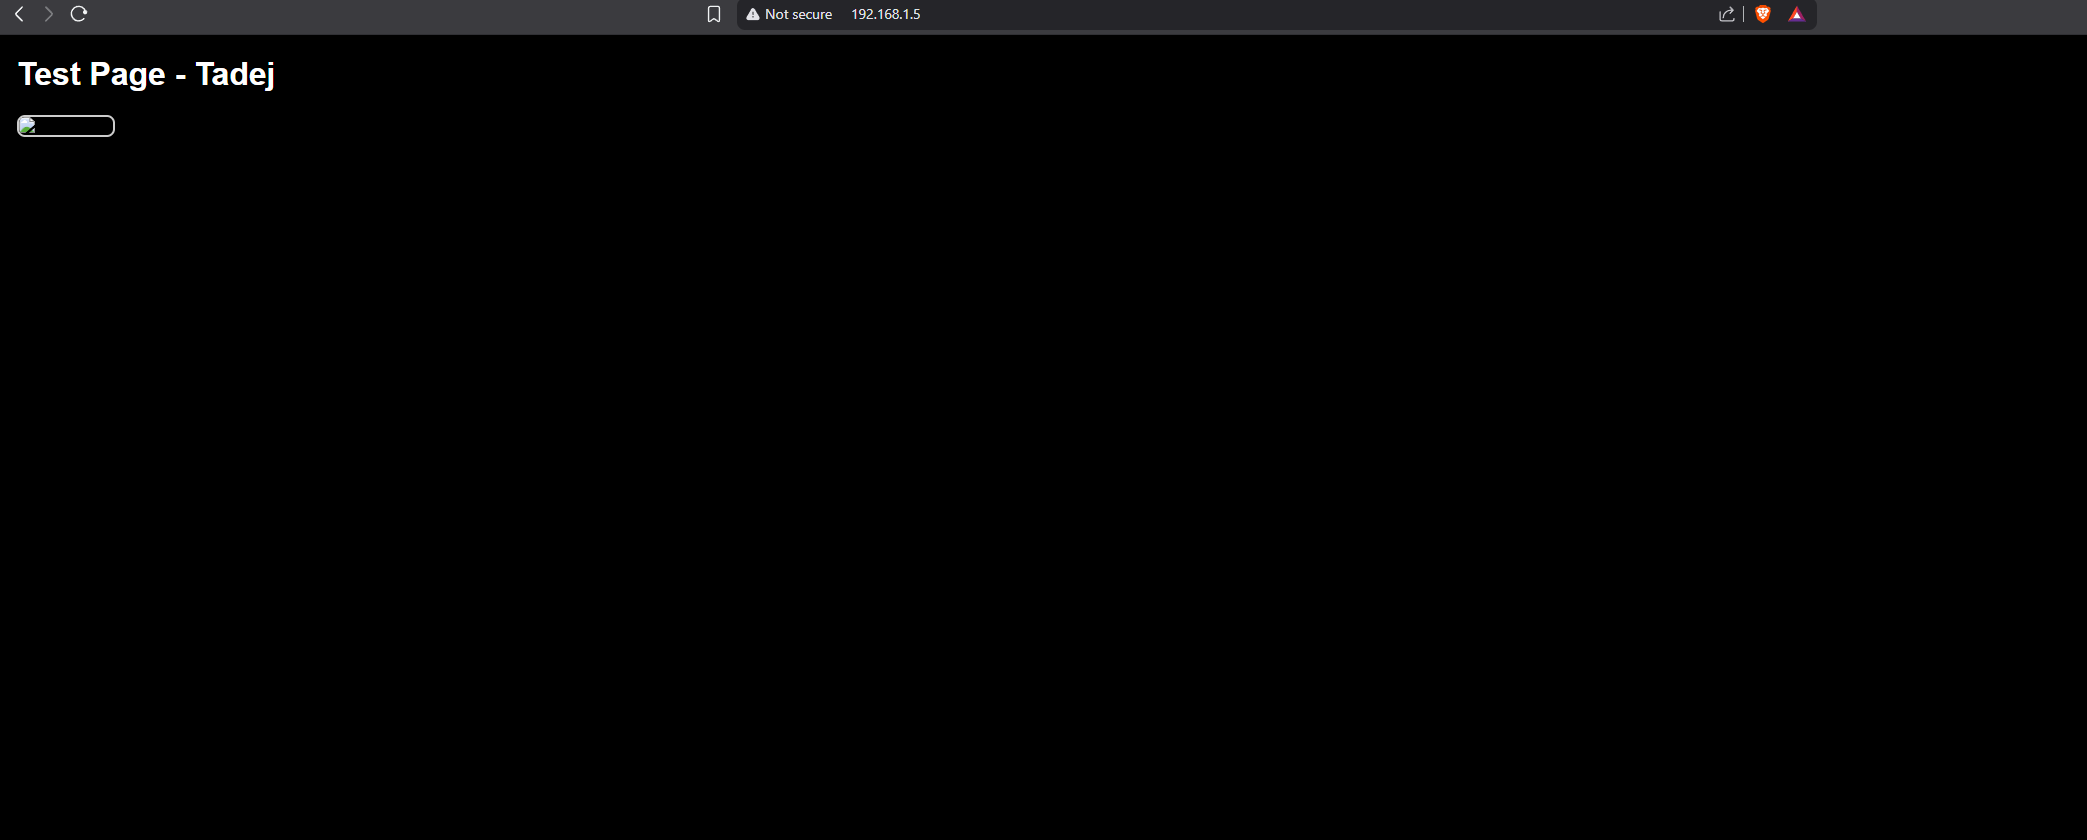 Not secure 192.168.1.5
Test Page - Tadej